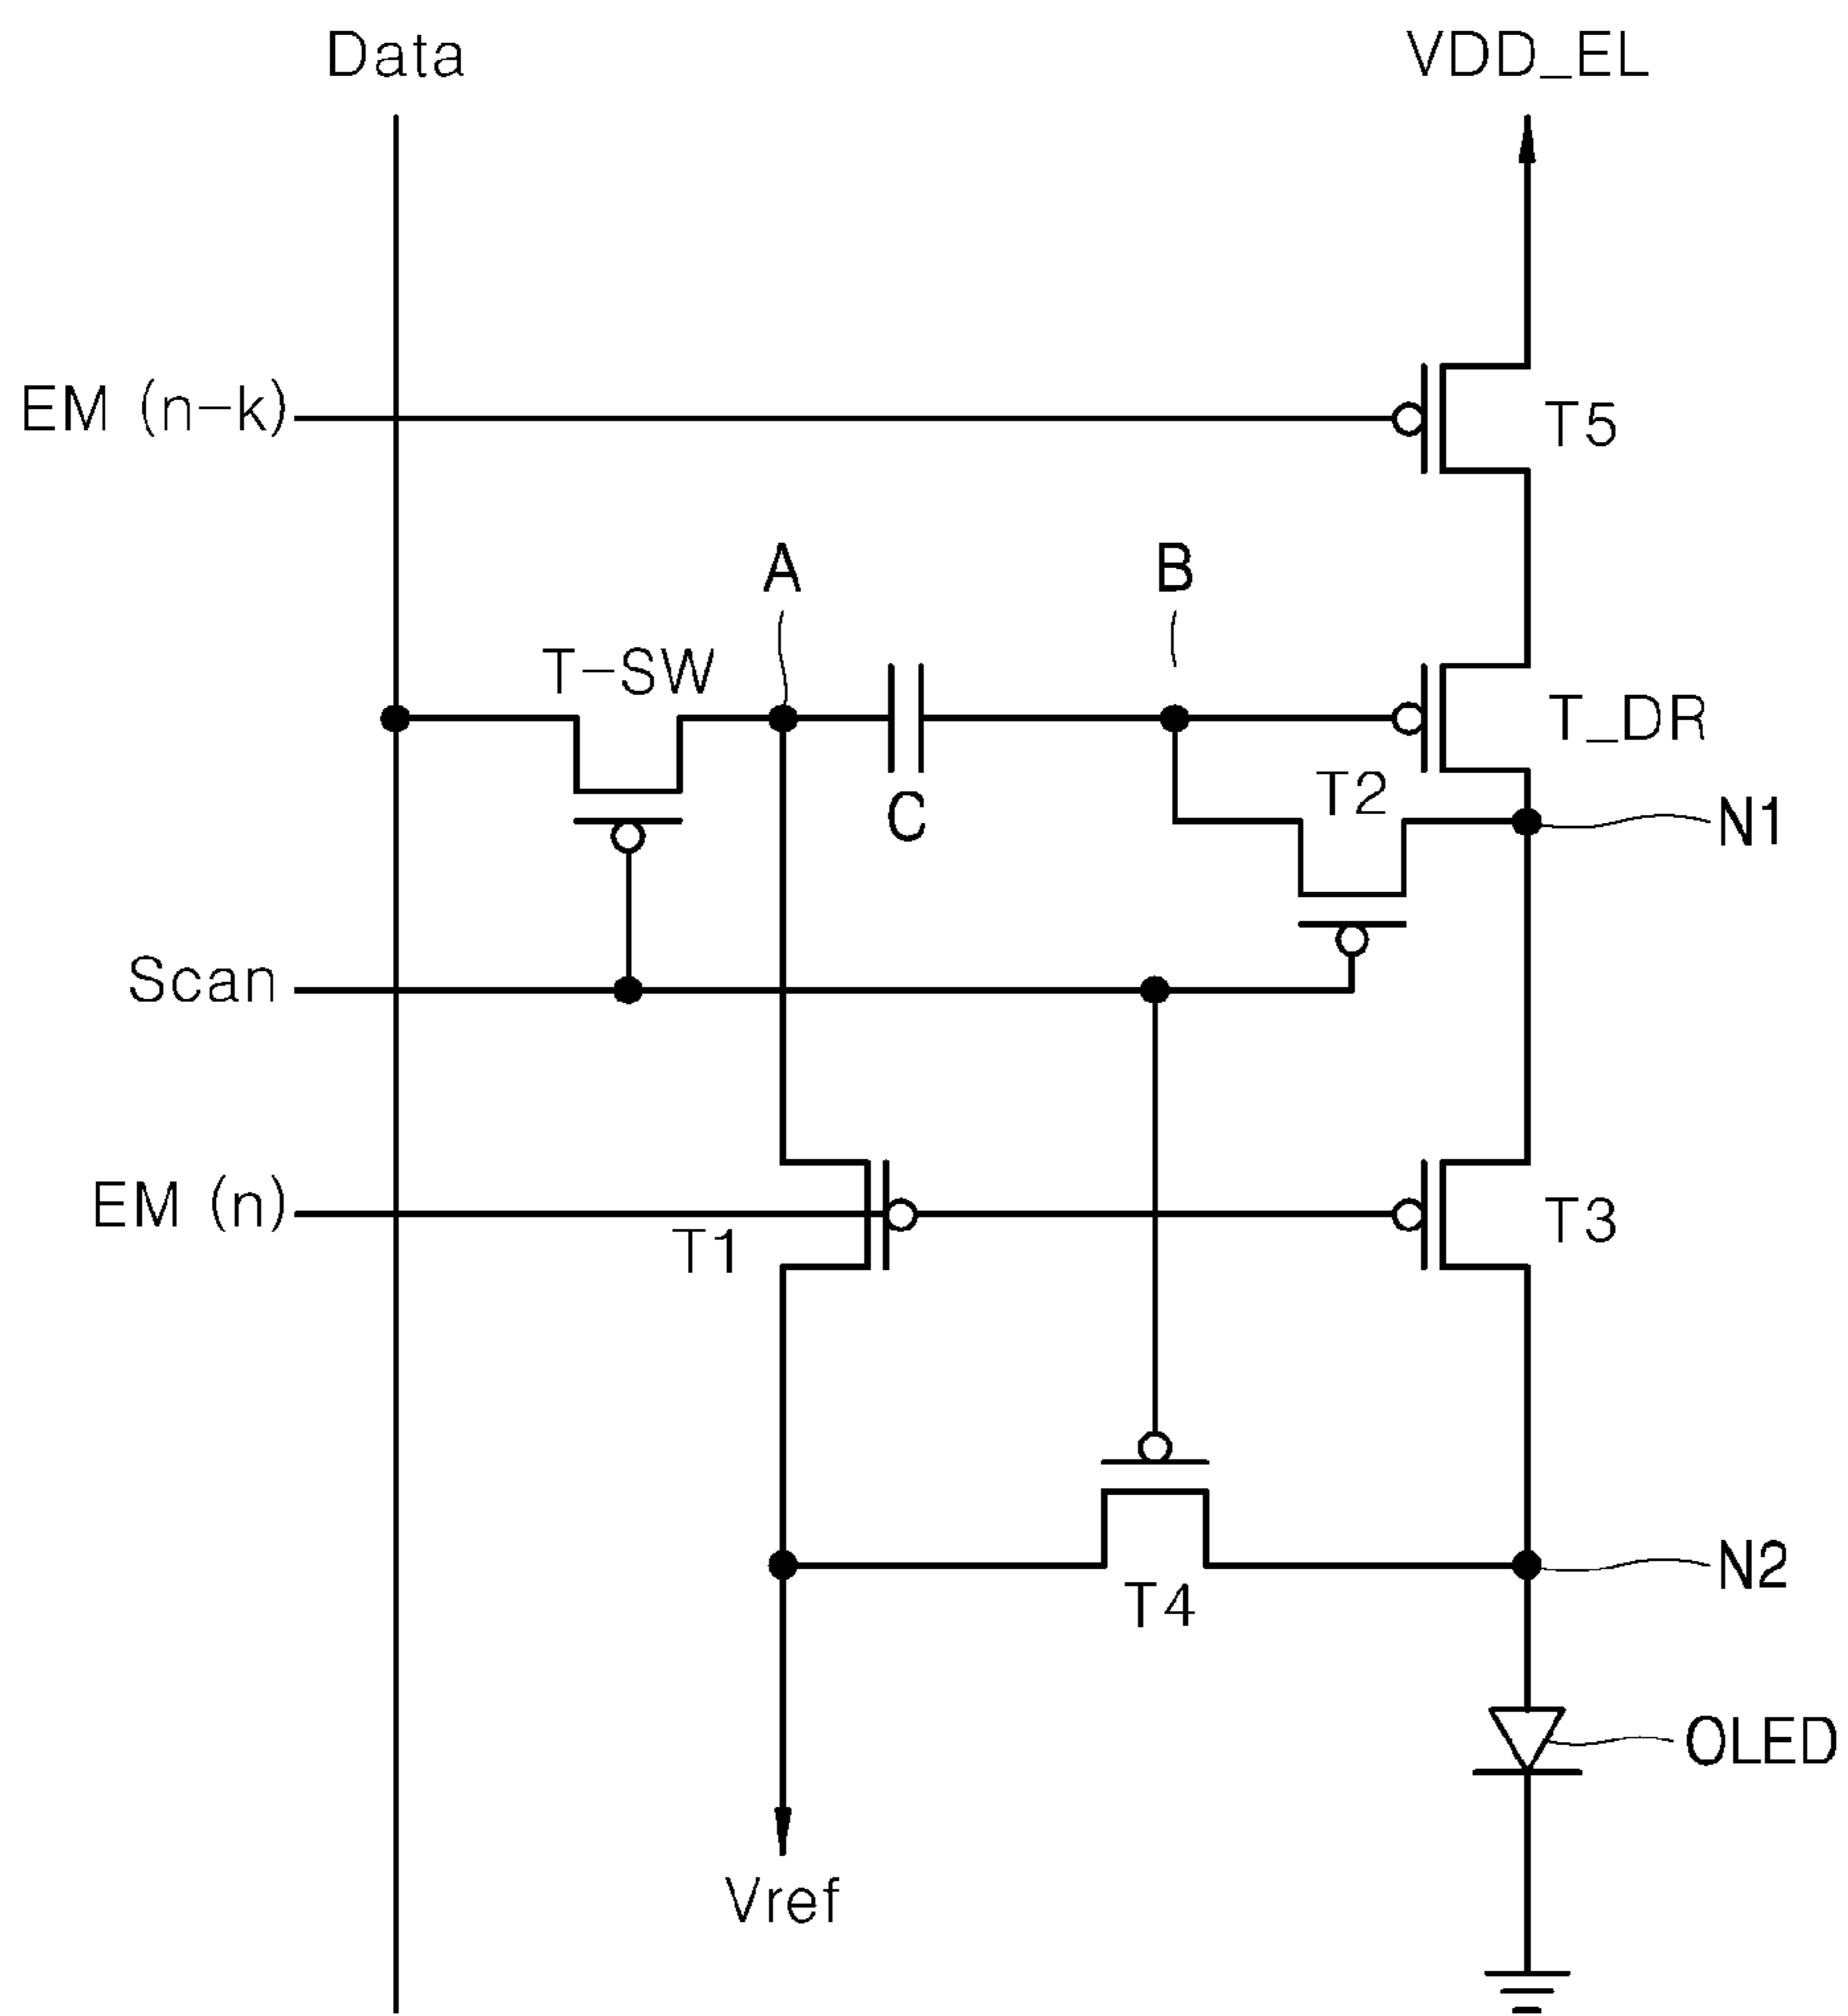 Data
VDD_EL
EM (n-k)
T5
A
B
T-SW
T_DR
C
T2
N1
Scan
EM (n)
T1
T3
T4
N2
OLED
Vref